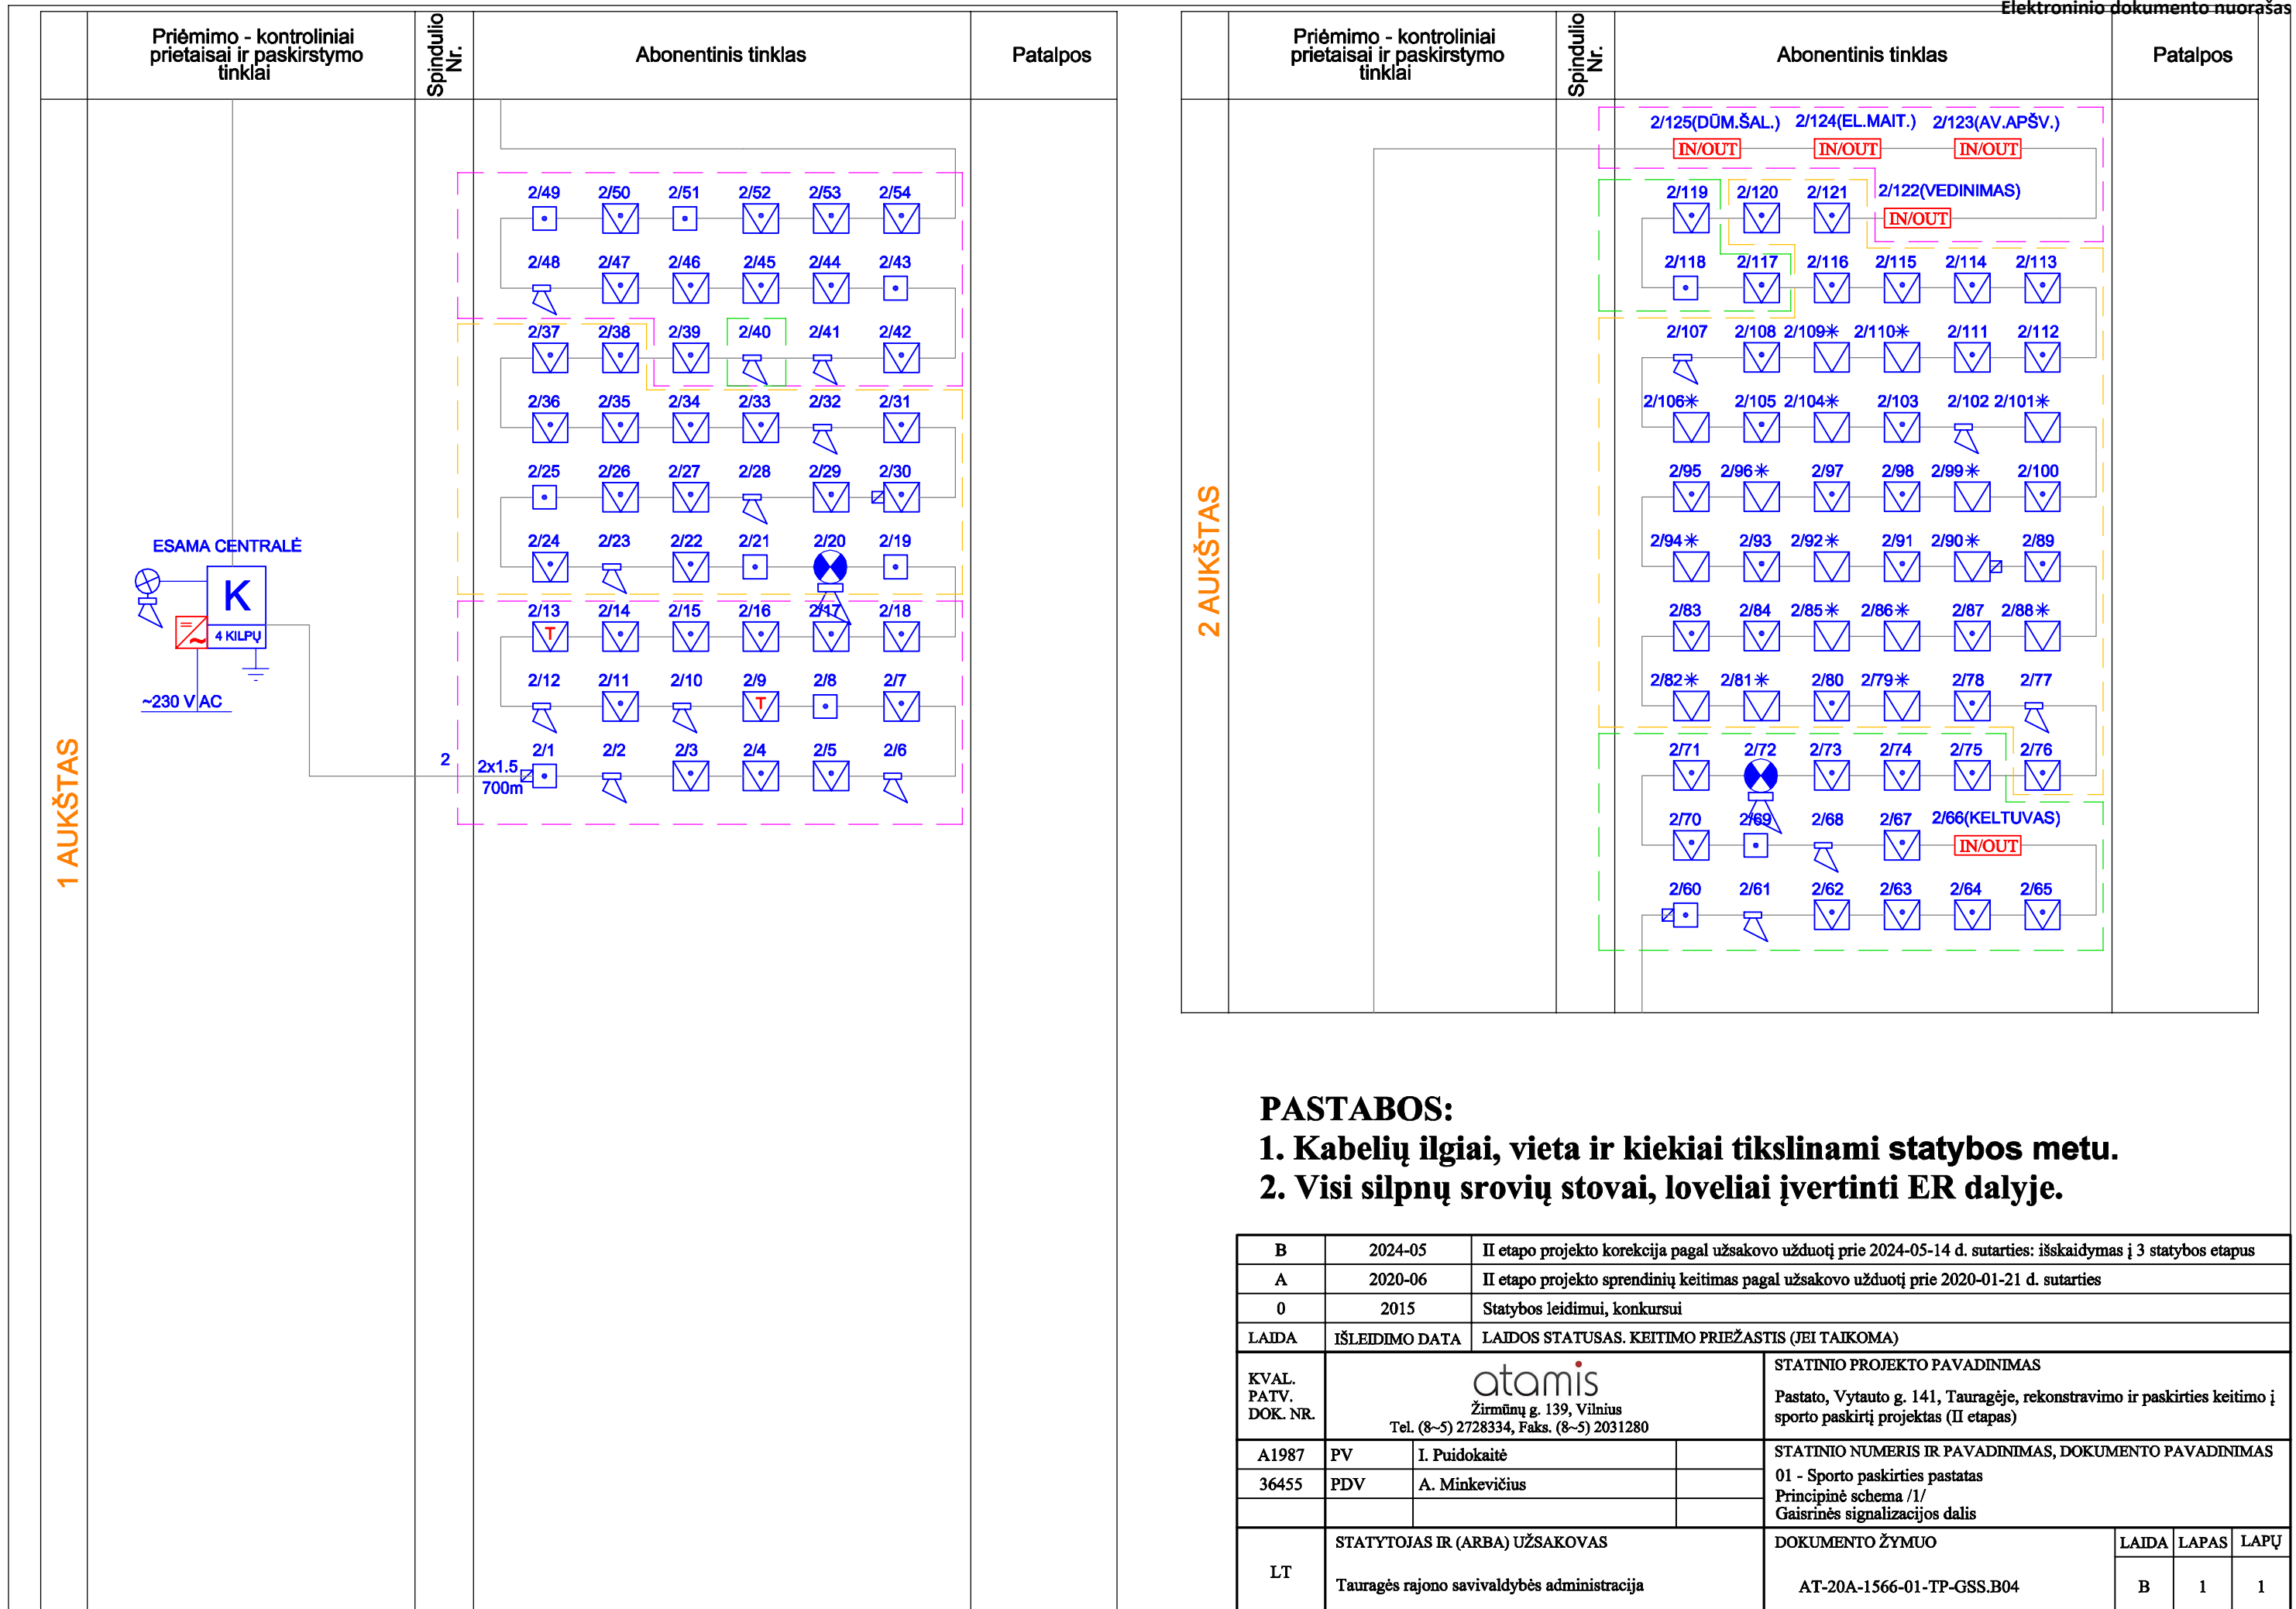 Elektroninio dokumento nuorašas
Priėmimo - kontroliniai
prietaisai ir paskirstymo
tinklai
Spindulio
Nr.
Abonentinis tinklas
Patalpos
1 AUKŠTAS
2/49 2/50 2/51 2/52 2/53 2/54
2/48 2/47 2/46 2/45 2/44 2/43
2/37 2/38 2/39 2/40 2/41 2/42
2/36 2/35 2/34 2/33 2/32 2/31
2/25 2/26 2/27 2/28 2/29 2/30
2/24 2/23 2/22 2/21 2/20 2/19
2/13 2/14 2/15 2/16 2/17 2/18
T
2/12 2/11 2/10 2/9 2/8 2/7
T
2/1 2/2 2/3 2/4 2/5 2/6
2
2x1.5
700m
ESAMA CENTRALĖ
K
4 KILPŲ
~230 V AC
Priėmimo - kontroliniai
prietaisai ir paskirstymo
tinklai
Spindulio
Nr.
Abonentinis tinklas
Patalpos
2 AUKŠTAS
2/125(DŪM.ŠAL.) 2/124(EL.MAIT.) 2/123(AV.APŠV.)
IN/OUT IN/OUT IN/OUT
2/119 2/120 2/121 2/122(VEDINIMAS)
IN/OUT
2/118 2/117 2/116 2/115 2/114 2/113
2/107 2/108 2/109* 2/110* 2/111 2/112
2/106* 2/105 2/104* 2/103 2/102 2/101*
2/95 2/96* 2/97 2/98 2/99* 2/100
2/94* 2/93 2/92* 2/91 2/90* 2/89
2/83 2/84 2/85* 2/86* 2/87 2/88*
2/82* 2/81* 2/80 2/79* 2/78 2/77
2/71 2/72 2/73 2/74 2/75 2/76
2/70 2/69 2/68 2/67 2/66(KELTUVAS)
IN/OUT
2/60 2/61 2/62 2/63 2/64 2/65
PASTABOS:
1. Kabelių ilgiai, vieta ir kiekiai tikslinami statybos metu.
2. Visi silpnų srovių stovai, loveliai įvertinti ER dalyje.
B 2024-05 II etapo projekto korekcija pagal užsakovo užduotį prie 2024-05-14 d. sutarties: išskaidymas į 3 statybos etapus
A 2020-06 II etapo projekto sprendinių keitimas pagal užsakovo užduotį prie 2020-01-21 d. sutarties
0 2015 Statybos leidimui, konkursui
LAIDA IŠLEIDIMO DATA LAIDOS STATUSAS. KEITIMO PRIEŽASTIS (JEI TAIKOMA)
KVAL.
PATV.
DOK. NR.
atamis
Žirmūnų g. 139, Vilnius
Tel. (8~5) 2728334, Faks. (8~5) 2031280
STATINIO PROJEKTO PAVADINIMAS
Pastato, Vytauto g. 141, Tauragėje, rekonstravimo ir paskirties keitimo į
sporto paskirtį projektas (II etapas)
A1987 PV I. Puidokaitė
36455 PDV A. Minkevičius
STATINIO NUMERIS IR PAVADINIMAS, DOKUMENTO PAVADINIMAS
01 - Sporto paskirties pastatas
Principinė schema /1/
Gaisrinės signalizacijos dalis
LT
STATYTOJAS IR (ARBA) UŽSAKOVAS
Tauragės rajono savivaldybės administracija
DOKUMENTO ŽYMUO
AT-20A-1566-01-TP-GSS.B04
LAIDA LAPAS LAPŲ
B 1 1